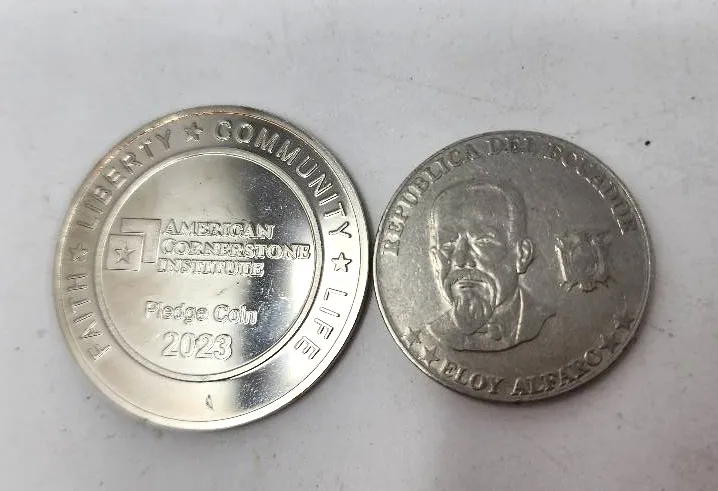 FAITH ★ LIBERTY ★ COMMUNITY ★ LIFE
AMERICAN
CORNERSTONE
INSTITUTE
Pledge Coin
2023
REPUBLICA DEL ECUADOR
★★ELOY ALFARO★★